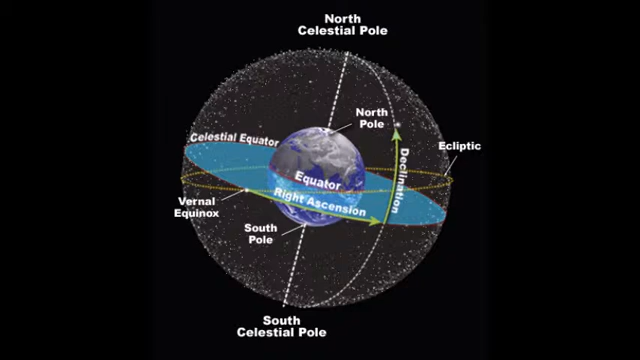 North
Celestial Pole
North
Pole
Celestial Equator
Ecliptic
Declination
Equator
Right Ascension
Vernal
Equinox
South
Pole
South
Celestial Pole